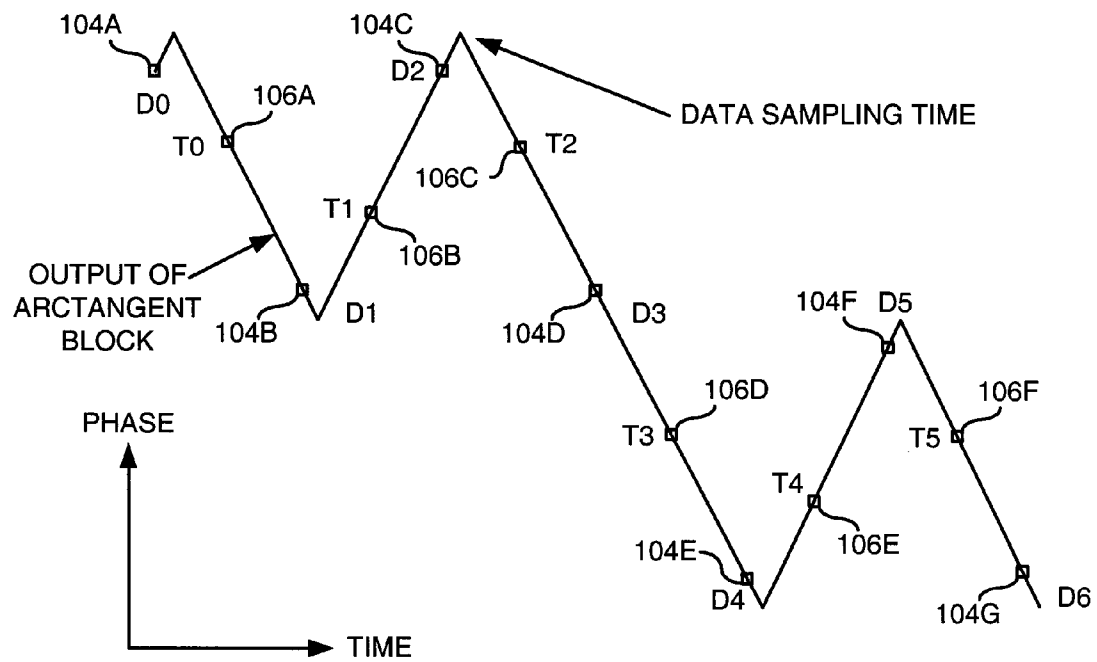 104A
104C
D2
D0
106A
DATA SAMPLING TIME
T0
T2
106C
T1
106B
OUTPUT OF
ARCTANGENT
BLOCK
104B
D1
104D
D3
104F
D5
106D
106F
PHASE
T3
T5
T4
104E
106E
D4
104G
D6
TIME